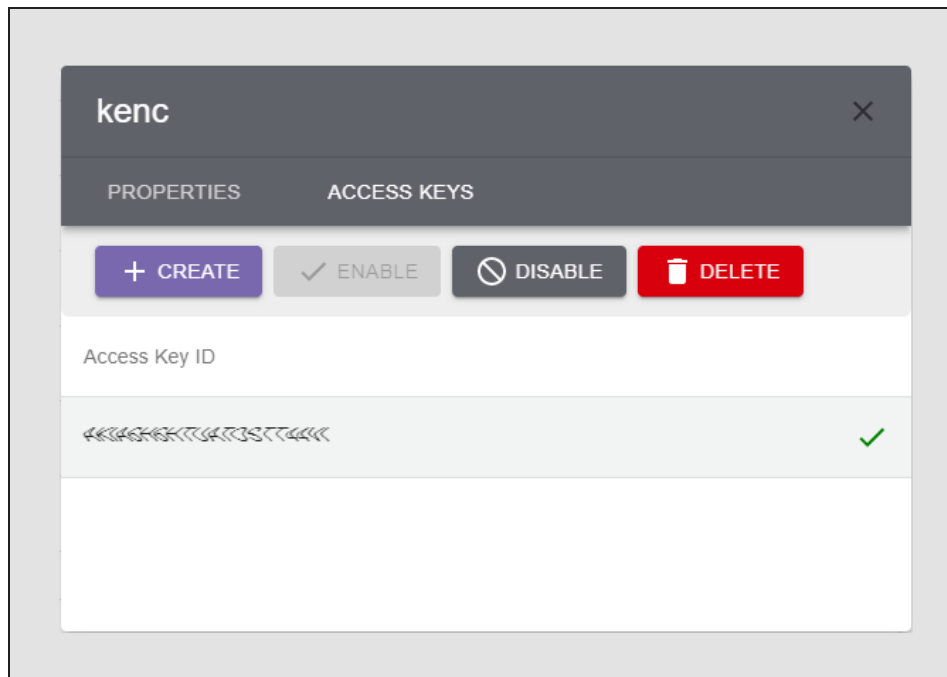 kenc
PROPERTIES ACCESS KEYS
CREATE ENABLE DISABLE DELETE
Access Key ID